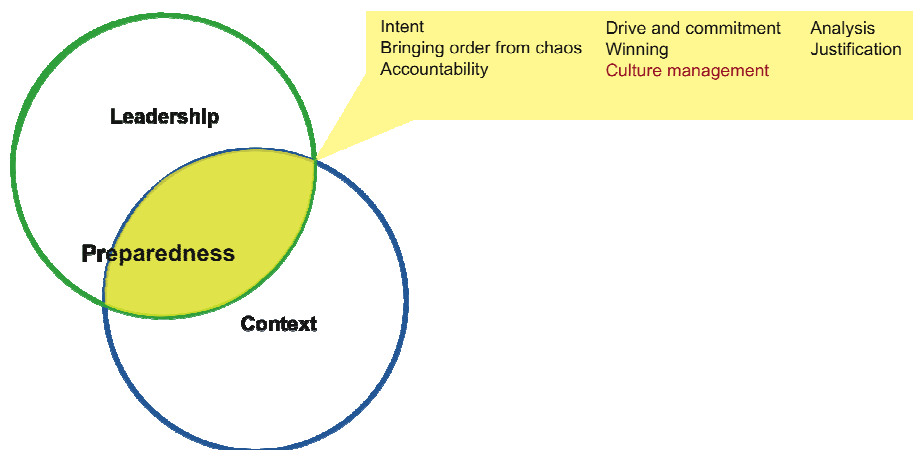 Intent
Bringing order from chaos
Accountability
Drive and commitment
Winning
Culture management
Analysis
Justification
Leadership
Preparedness
Context